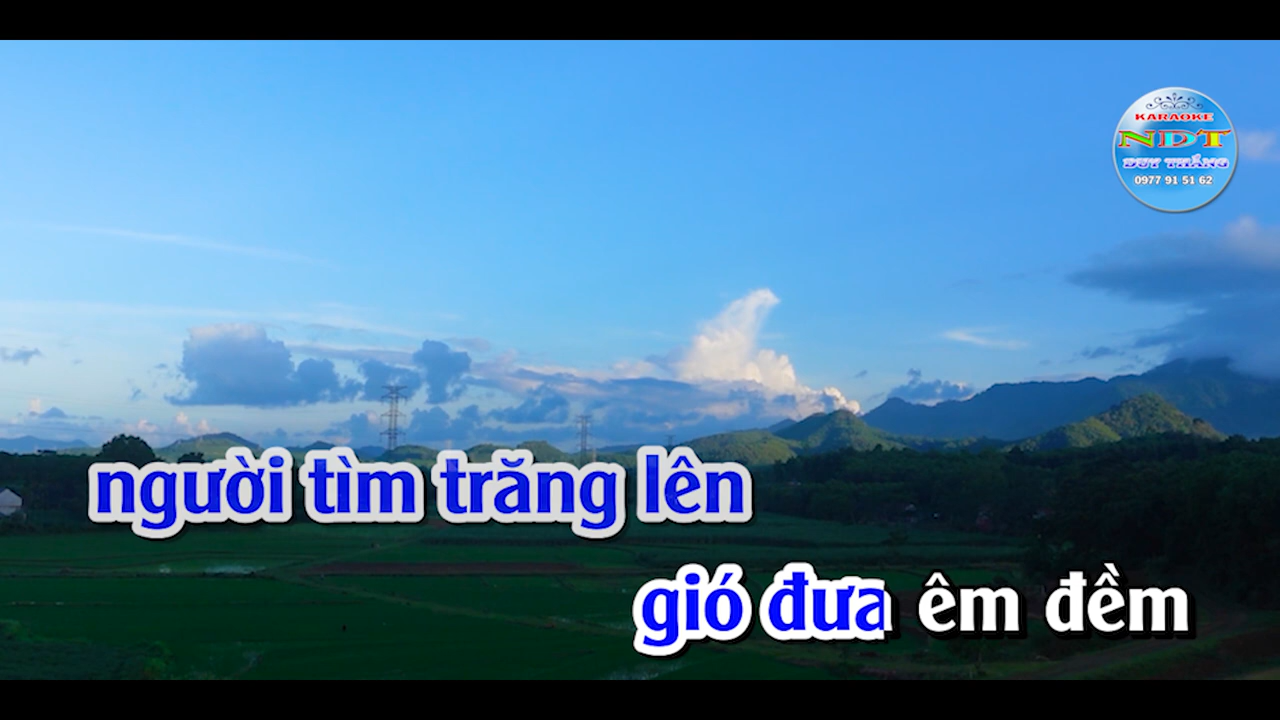 KARAOKE
NDT
DUY THẮNG
0977 91 51 62
người tìm trăng lên
gió đưa êm đềm